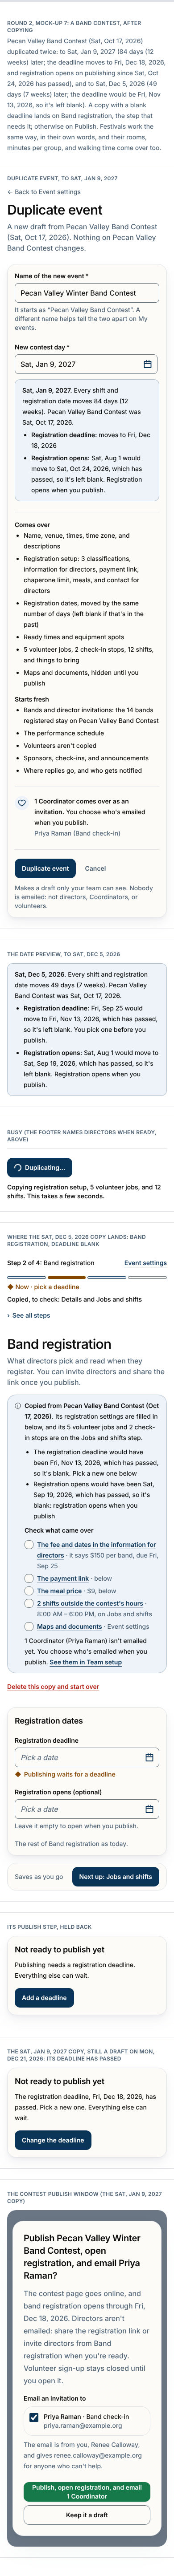 ROUND 2, MOCK-UP 7: A BAND CONTEST, AFTER
COPYING
Pecan Valley Band Contest (Sat, Oct 17, 2026)
duplicated twice: to Sat, Jan 9, 2027 (84 days (12
weeks) later; the deadline moves to Fri, Dec 18, 2026,
and registration opens on publishing since Sat, Oct
24, 2026 has passed), and to Sat, Dec 5, 2026 (49
days (7 weeks) later; the deadline would be Fri, Nov
13, 2026, so it's left blank). A copy with a blank
deadline lands on Band registration, the step that
needs it; otherwise on Publish. Festivals work the
same way, in their own words, and their rooms,
minutes per group, and walking time come over too.
DUPLICATE EVENT, TO SAT, JAN 9, 2027
← Back to Event settings
Duplicate event
A new draft from Pecan Valley Band Contest
(Sat, Oct 17, 2026). Nothing on Pecan Valley
Band Contest changes.
Name of the new event *
Pecan Valley Winter Band Contest
It starts as "Pecan Valley Band Contest". A
different name helps tell the two apart on My
events.
New contest day *
Sat, Jan 9, 2027
Sat, Jan 9, 2027. Every shift and
registration date moves 84 days (12
weeks). Pecan Valley Band Contest was
Sat, Oct 17, 2026.
• Registration deadline: moves to Fri, Dec
18, 2026
• Registration opens: Sat, Aug 1 would
move to Sat, Oct 24, 2026, which has
passed, so it's left blank. Registration
opens when you publish.
Comes over
• Name, venue, times, time zone, and
descriptions
• Registration setup: 3 classifications,
information for directors, payment link,
chaperone limit, meals, and contact for
directors
• Registration dates, moved by the same
number of days (left blank if that's in the
past)
• Ready times and equipment spots
• 5 volunteer jobs, 2 check-in stops, 12 shifts,
and things to bring
• Maps and documents, hidden until you
publish
Starts fresh
• Bands and director invitations: the 14 bands
registered stay on Pecan Valley Band Contest
• The performance schedule
• Volunteers aren't copied
• Sponsors, check-ins, and announcements
• Where replies go, and who gets notified
1 Coordinator comes over as an
invitation. You choose who's emailed
when you publish.
Priya Raman (Band check-in)
Duplicate event
Cancel
Makes a draft only your team can see. Nobody
is emailed: not directors, Coordinators, or
volunteers.
THE DATE PREVIEW, TO SAT, DEC 5, 2026
Sat, Dec 5, 2026. Every shift and registration
date moves 49 days (7 weeks). Pecan Valley
Band Contest was Sat, Oct 17, 2026.
• Registration deadline: Fri, Sep 25 would
move to Fri, Nov 13, 2026, which has passed,
so it's left blank. You pick one before you
publish.
• Registration opens: Sat, Aug 1 would move to
Sat, Sep 19, 2026, which has passed, so it's
left blank. Registration opens when you
publish.
BUSY (THE FOOTER NAMES DIRECTORS WHEN READY,
ABOVE)
Duplicating...
Copying registration setup, 5 volunteer jobs, and 12
shifts. This takes a few seconds.
WHERE THE SAT, DEC 5, 2026 COPY LANDS: BAND
REGISTRATION, DEADLINE BLANK
Step 2 of 4: Band registration
Event settings
◆ Now · pick a deadline
Copied, to check: Details and Jobs and shifts
› See all steps
Band registration
What directors pick and read when they
register. You can invite directors and share the
link once you publish.
Copied from Pecan Valley Band Contest (Oct
17, 2026). Its registration settings are filled in
below, and its 5 volunteer jobs and 2 check-
in stops are on the Jobs and shifts step.
• The registration deadline would have
been Fri, Nov 13, 2026, which has passed,
so it's blank. Pick a new one below
• Registration opens would have been Sat,
Sep 19, 2026, which has passed, so it's
blank: registration opens when you
publish
Check what came over
The fee and dates in the information for
directors · it says $150 per band, due Fri,
Sep 25
The payment link · below
The meal price · $9, below
2 shifts outside the contest's hours ·
8:00 AM – 6:00 PM, on Jobs and shifts
Maps and documents · Event settings
1 Coordinator (Priya Raman) isn't emailed
yet. You choose who's emailed when you
publish. See them in Team setup
Delete this copy and start over
Registration dates
Registration deadline
Pick a date
◆ Publishing waits for a deadline
Registration opens (optional)
Pick a date
Leave it empty to open when you publish.
The rest of Band registration as today.
Saves as you go
Next up: Jobs and shifts
ITS PUBLISH STEP, HELD BACK
Not ready to publish yet
Publishing needs a registration deadline.
Everything else can wait.
Add a deadline
THE SAT, JAN 9, 2027 COPY, STILL A DRAFT ON MON,
DEC 21, 2026: ITS DEADLINE HAS PASSED
Not ready to publish yet
The registration deadline, Fri, Dec 18, 2026, has
passed. Pick a new one. Everything else can
wait.
Change the deadline
THE CONTEST PUBLISH WINDOW (THE SAT, JAN 9, 2027
COPY)
Publish Pecan Valley Winter
Band Contest, open
registration, and email Priya
Raman?
The contest page goes online, and
band registration opens through Fri,
Dec 18, 2026. Directors aren't
emailed: share the registration link or
invite directors from Band
registration when you're ready.
Volunteer sign-ups stay closed until
you open it.
Email an invitation to
Priya Raman · Band check-in
priya.raman@example.org
The email is from you, Renee Calloway,
and gives renee.calloway@example.org
for anyone who can't help.
Publish, open registration, and email
1 Coordinator
Keep it a draft